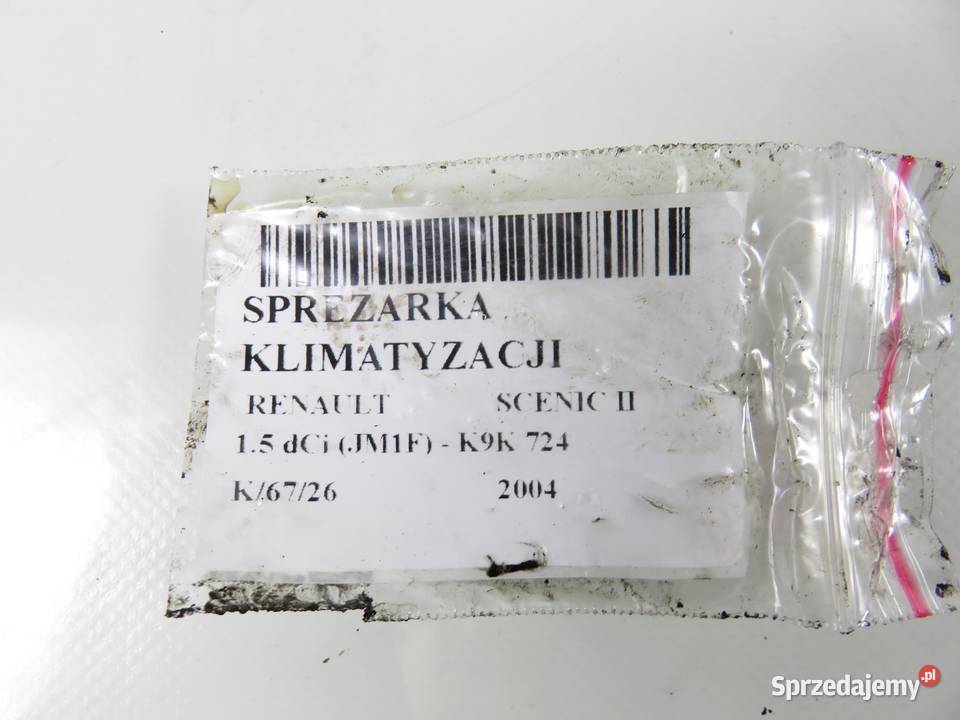 SPREZARKA
KLIMATYZACJI
RENAULT SCENIC II
1.5 dCi (JM1F) - K9K 724
K/67/26 2004
Sprzedajemy.pl